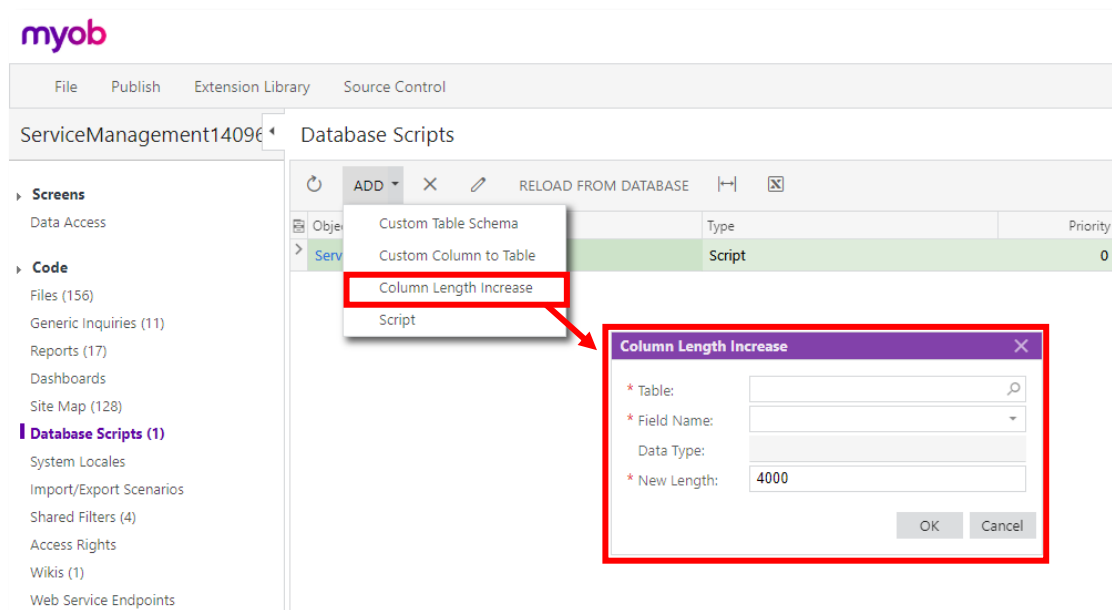 myob
File Publish Extension Library Source Control
ServiceManagement14096
Database Scripts
ADD RELOAD FROM DATABASE
Screens
Data Access
Code
Files (156)
Generic Inquiries (11)
Reports (17)
Dashboards
Site Map (128)
Database Scripts (1)
System Locales
Import/Export Scenarios
Shared Filters (4)
Access Rights
Wikis (1)
Web Service Endpoints
Obje Type Priority
Serv Script 0
Custom Table Schema
Custom Column to Table
Column Length Increase
Script
Column Length Increase
* Table:
* Field Name:
Data Type:
* New Length: 4000
OK Cancel